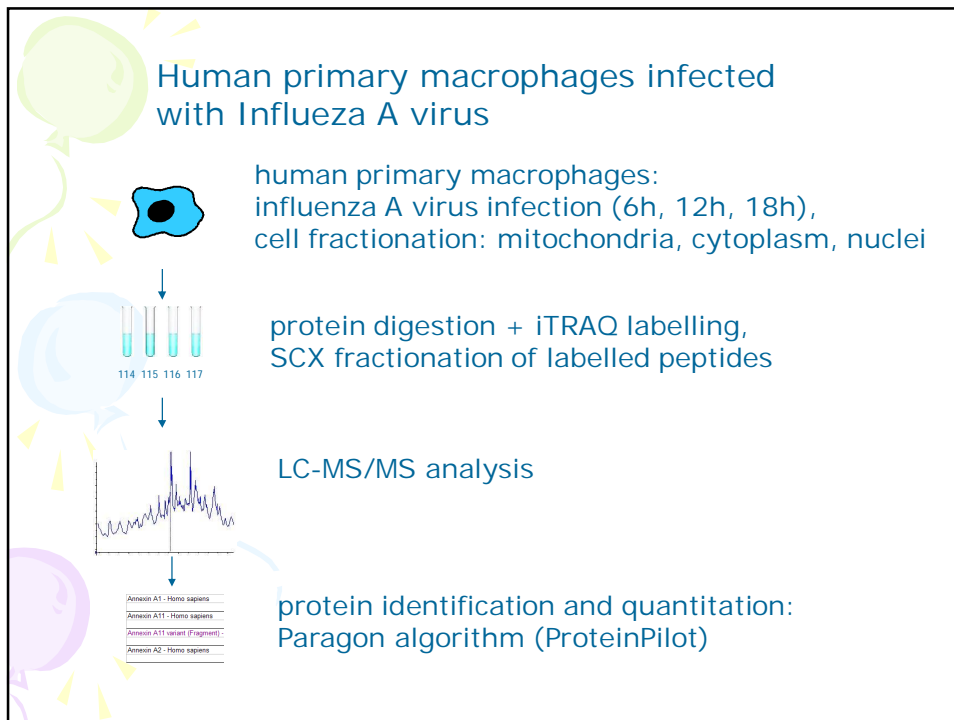 Human primary macrophages infected
with Influeza A virus
human primary macrophages:
influenza A virus infection (6h, 12h, 18h),
cell fractionation: mitochondria, cytoplasm, nuclei
protein digestion + iTRAQ labelling,
SCX fractionation of labelled peptides
114 115 116 117
LC-MS/MS analysis
Annexin A1 - Homo sapiens
Annexin A11 - Homo sapiens
Annexin A11 variant (Fragment) -
Annexin A2 - Homo sapiens
protein identification and quantitation:
Paragon algorithm (ProteinPilot)